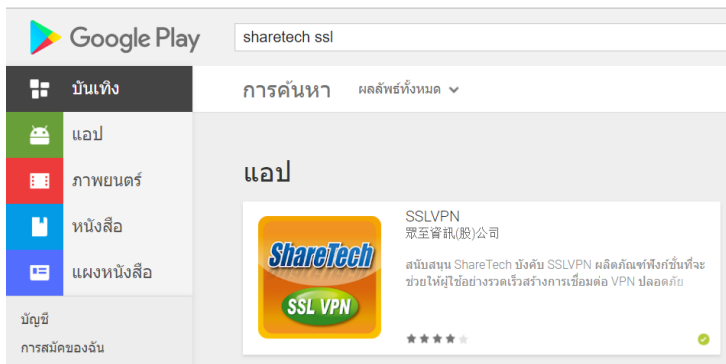 Google Play
sharetech ssl
บันเทิง
การค้นหา ผลลัพธ์ทั้งหมด
แอป
ภาพยนตร์
หนังสือ
แผงหนังสือ
บัญชี
การสมัครของฉัน
แอป
ShareTech
SSL VPN
SSLVPN
眾至資訊(股)公司
สนับสนุน ShareTech บังคับ SSLVPN ผลิตภัณฑ์ฟังก์ชั่นที่จะ
ช่วยให้ผู้ใช้อย่างรวดเร็วสร้างการเชื่อมต่อ VPN ปลอดภัย